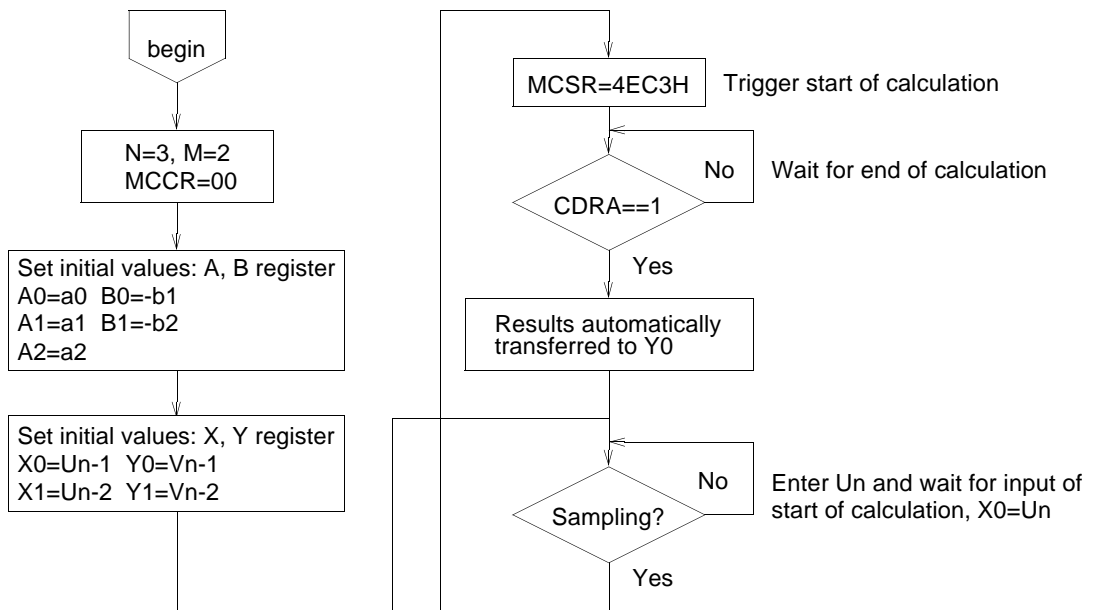 begin
N=3, M=2
MCCR=00
Set initial values: A, B register
A0=a0 B0=-b1
A1=a1 B1=-b2
A2=a2
Set initial values: X, Y register
X0=Un-1 Y0=Vn-1
X1=Un-2 Y1=Vn-2
MCSR=4EC3H
Trigger start of calculation
No
Wait for end of calculation
CDRA==1
Yes
Results automatically
transferred to Y0
No
Enter Un and wait for input of
start of calculation, X0=Un
Sampling?
Yes